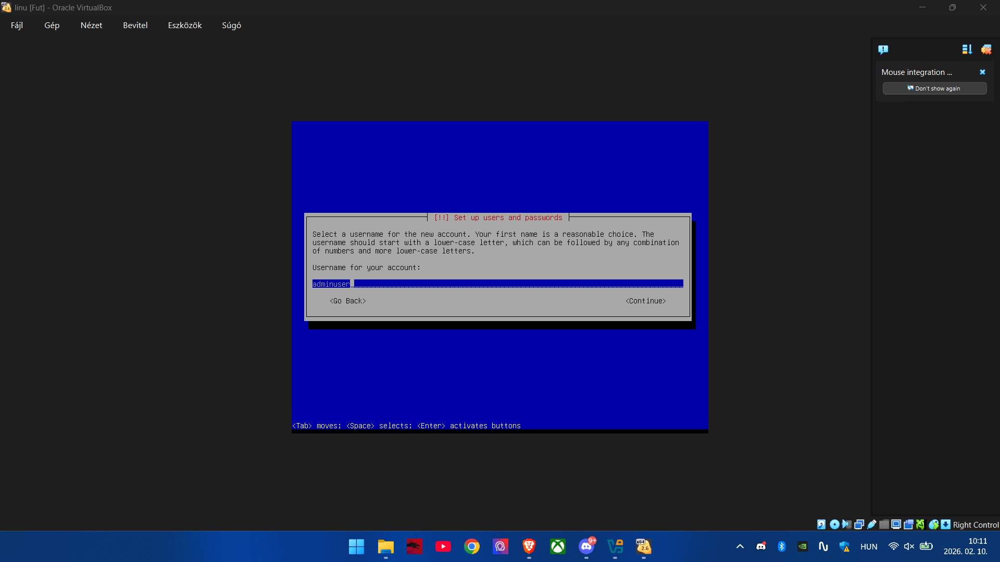 linu [Fut] - Oracle VirtualBox
Fájl Gép Nézet Bevitel Eszközök Súgó
Mouse integration ...
Don't show again
[!!] Set up users and passwords
Select a username for the new account. Your first name is a reasonable choice. The
username should start with a lower-case letter, which can be followed by any combination
of numbers and more lower-case letters.
Username for your account:
adminuser
<Go Back> <Continue>
<Tab> moves; <Space> selects; <Enter> activates buttons
Right Control
x64
2.6
9+
HUN
10:11
2026. 02. 10.